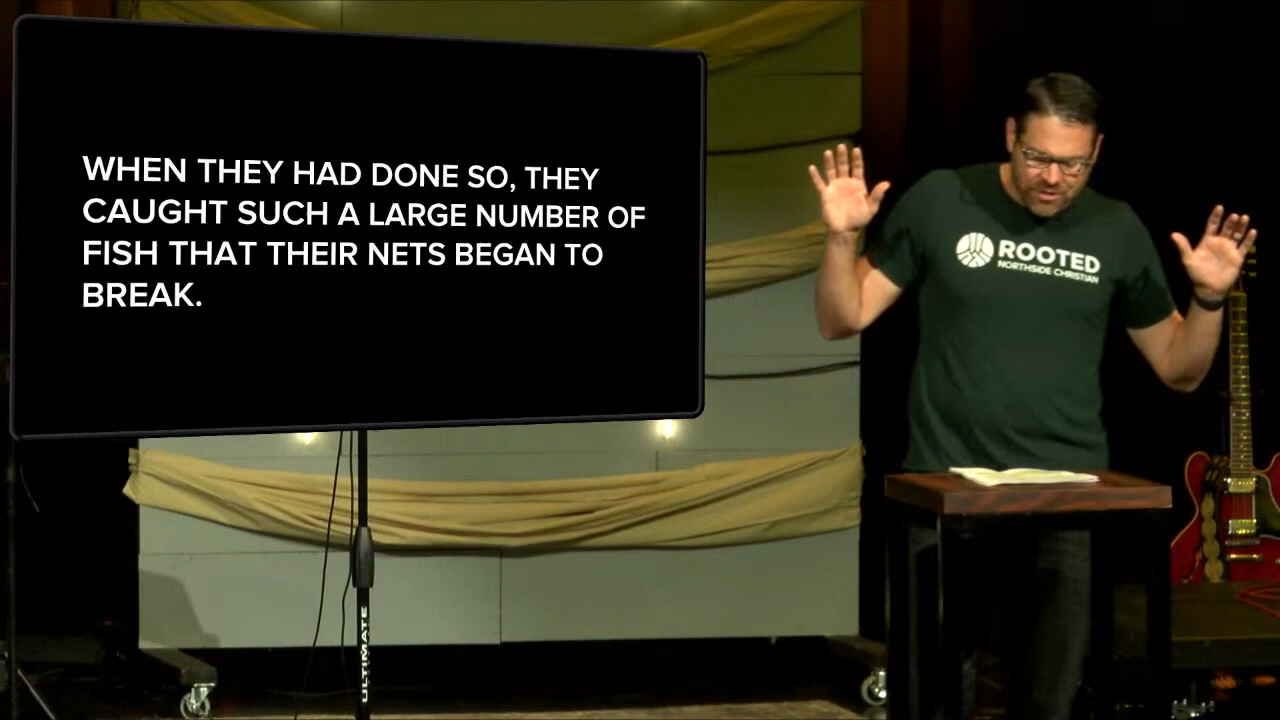 WHEN THEY HAD DONE SO, THEY
CAUGHT SUCH A LARGE NUMBER OF
FISH THAT THEIR NETS BEGAN TO
BREAK.
ROOTED
NORTHSIDE CHRISTIAN
ULTIMATE